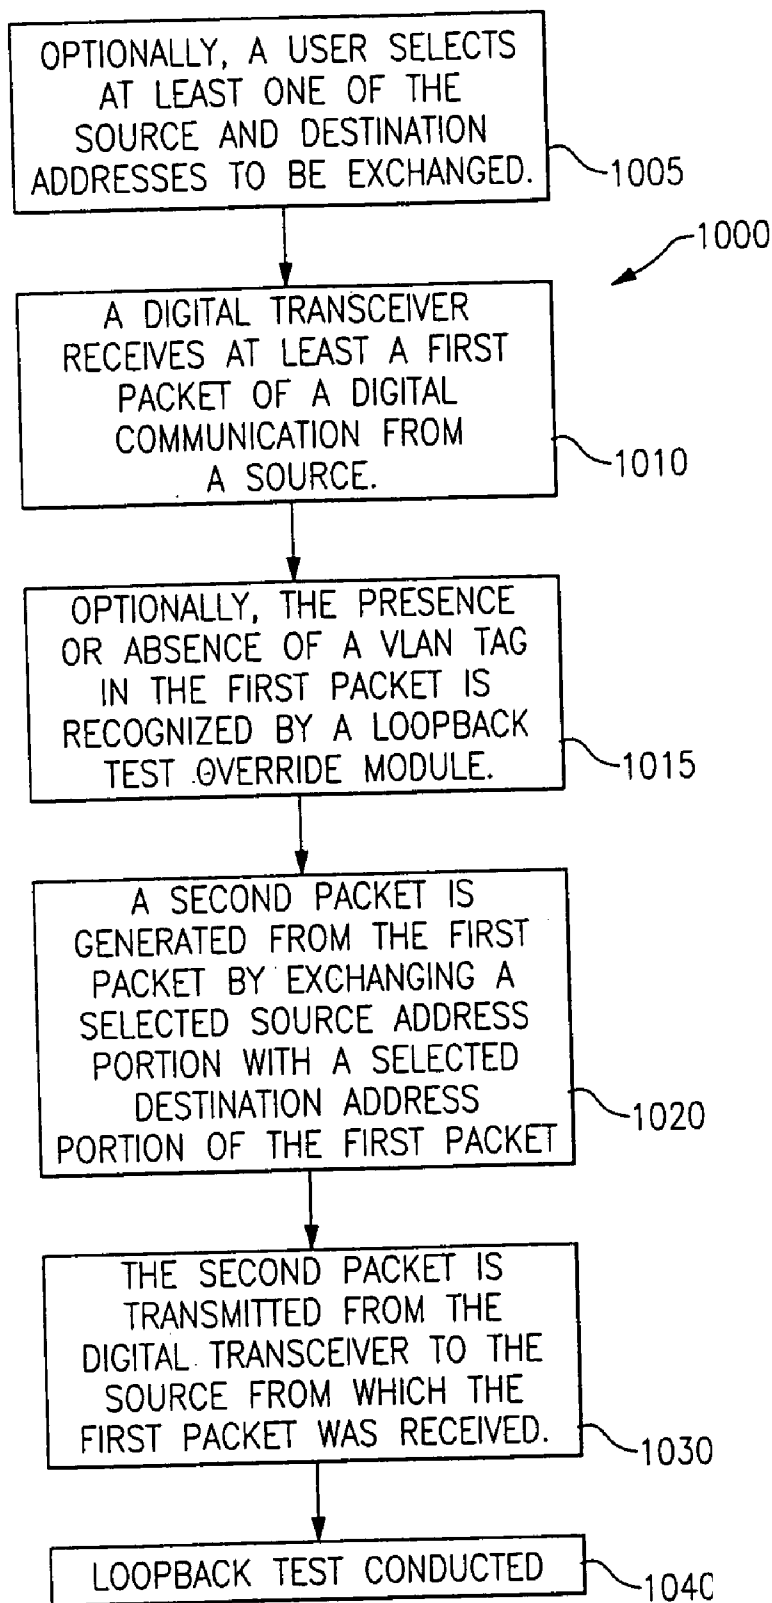 OPTIONALLY, A USER SELECTS
AT LEAST ONE OF THE
SOURCE AND DESTINATION
ADDRESSES TO BE EXCHANGED.
1005
1000
A DIGITAL TRANSCEIVER
RECEIVES AT LEAST A FIRST
PACKET OF A DIGITAL
COMMUNICATION FROM
A SOURCE.
1010
OPTIONALLY, THE PRESENCE
OR ABSENCE OF A VLAN TAG
IN THE FIRST PACKET IS
RECOGNIZED BY A LOOPBACK
TEST OVERRIDE MODULE.
1015
A SECOND PACKET IS
GENERATED FROM THE FIRST
PACKET BY EXCHANGING A
SELECTED SOURCE ADDRESS
PORTION WITH A SELECTED
DESTINATION ADDRESS
PORTION OF THE FIRST PACKET
1020
THE SECOND PACKET IS
TRANSMITTED FROM THE
DIGITAL TRANSCEIVER TO THE
SOURCE FROM WHICH THE
FIRST PACKET WAS RECEIVED.
1030
LOOPBACK TEST CONDUCTED
1040